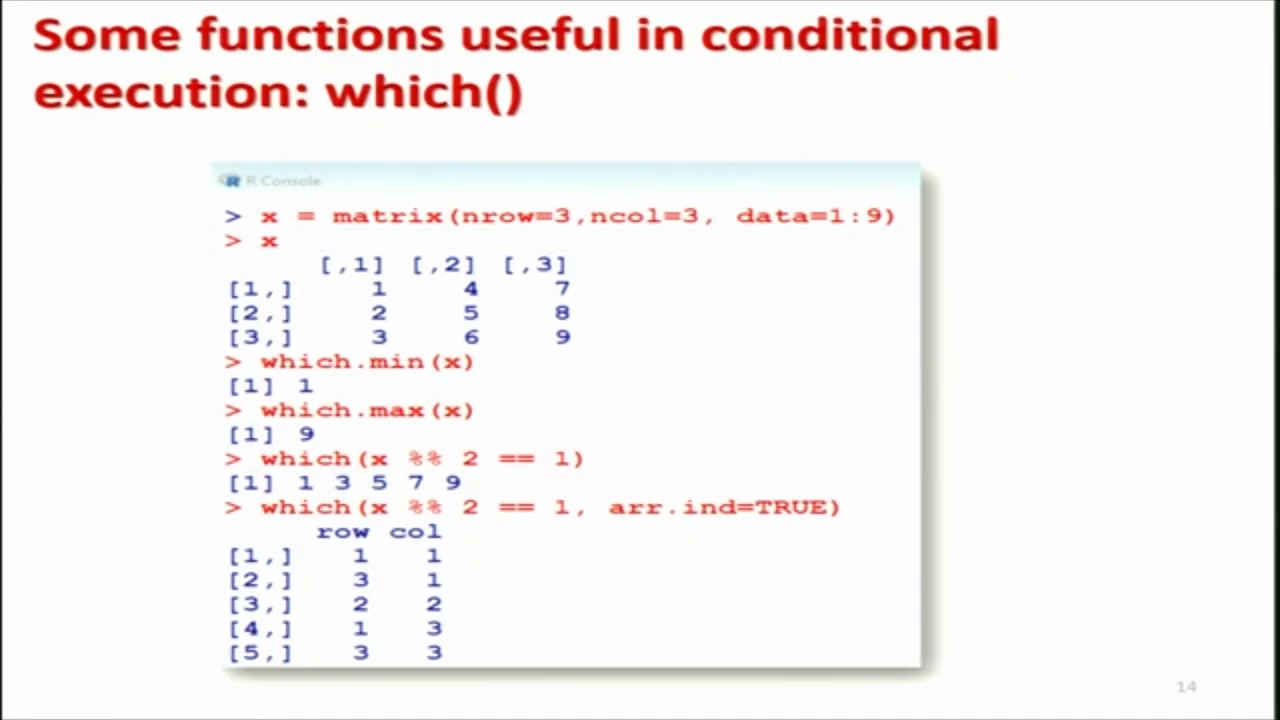 Some functions useful in conditional
execution: which()
R Console
> x = matrix(nrow=3,ncol=3, data=1:9)
> x
[,1] [,2] [,3]
[1,] 1 4 7
[2,] 2 5 8
[3,] 3 6 9
> which.min(x)
[1] 1
> which.max(x)
[1] 9
> which(x %% 2 == 1)
[1] 1 3 5 7 9
> which(x %% 2 == 1, arr.ind=TRUE)
row col
[1,] 1 1
[2,] 3 1
[3,] 2 2
[4,] 1 3
[5,] 3 3
14